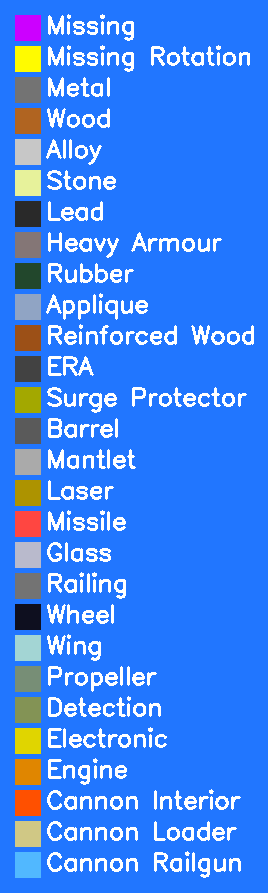 Missing
Missing Rotation
Metal
Wood
Alloy
Stone
Lead
Heavy Armour
Rubber
Applique
Reinforced Wood
ERA
Surge Protector
Barrel
Mantlet
Laser
Missile
Glass
Railing
Wheel
Wing
Propeller
Detection
Electronic
Engine
Cannon Interior
Cannon Loader
Cannon Railgun